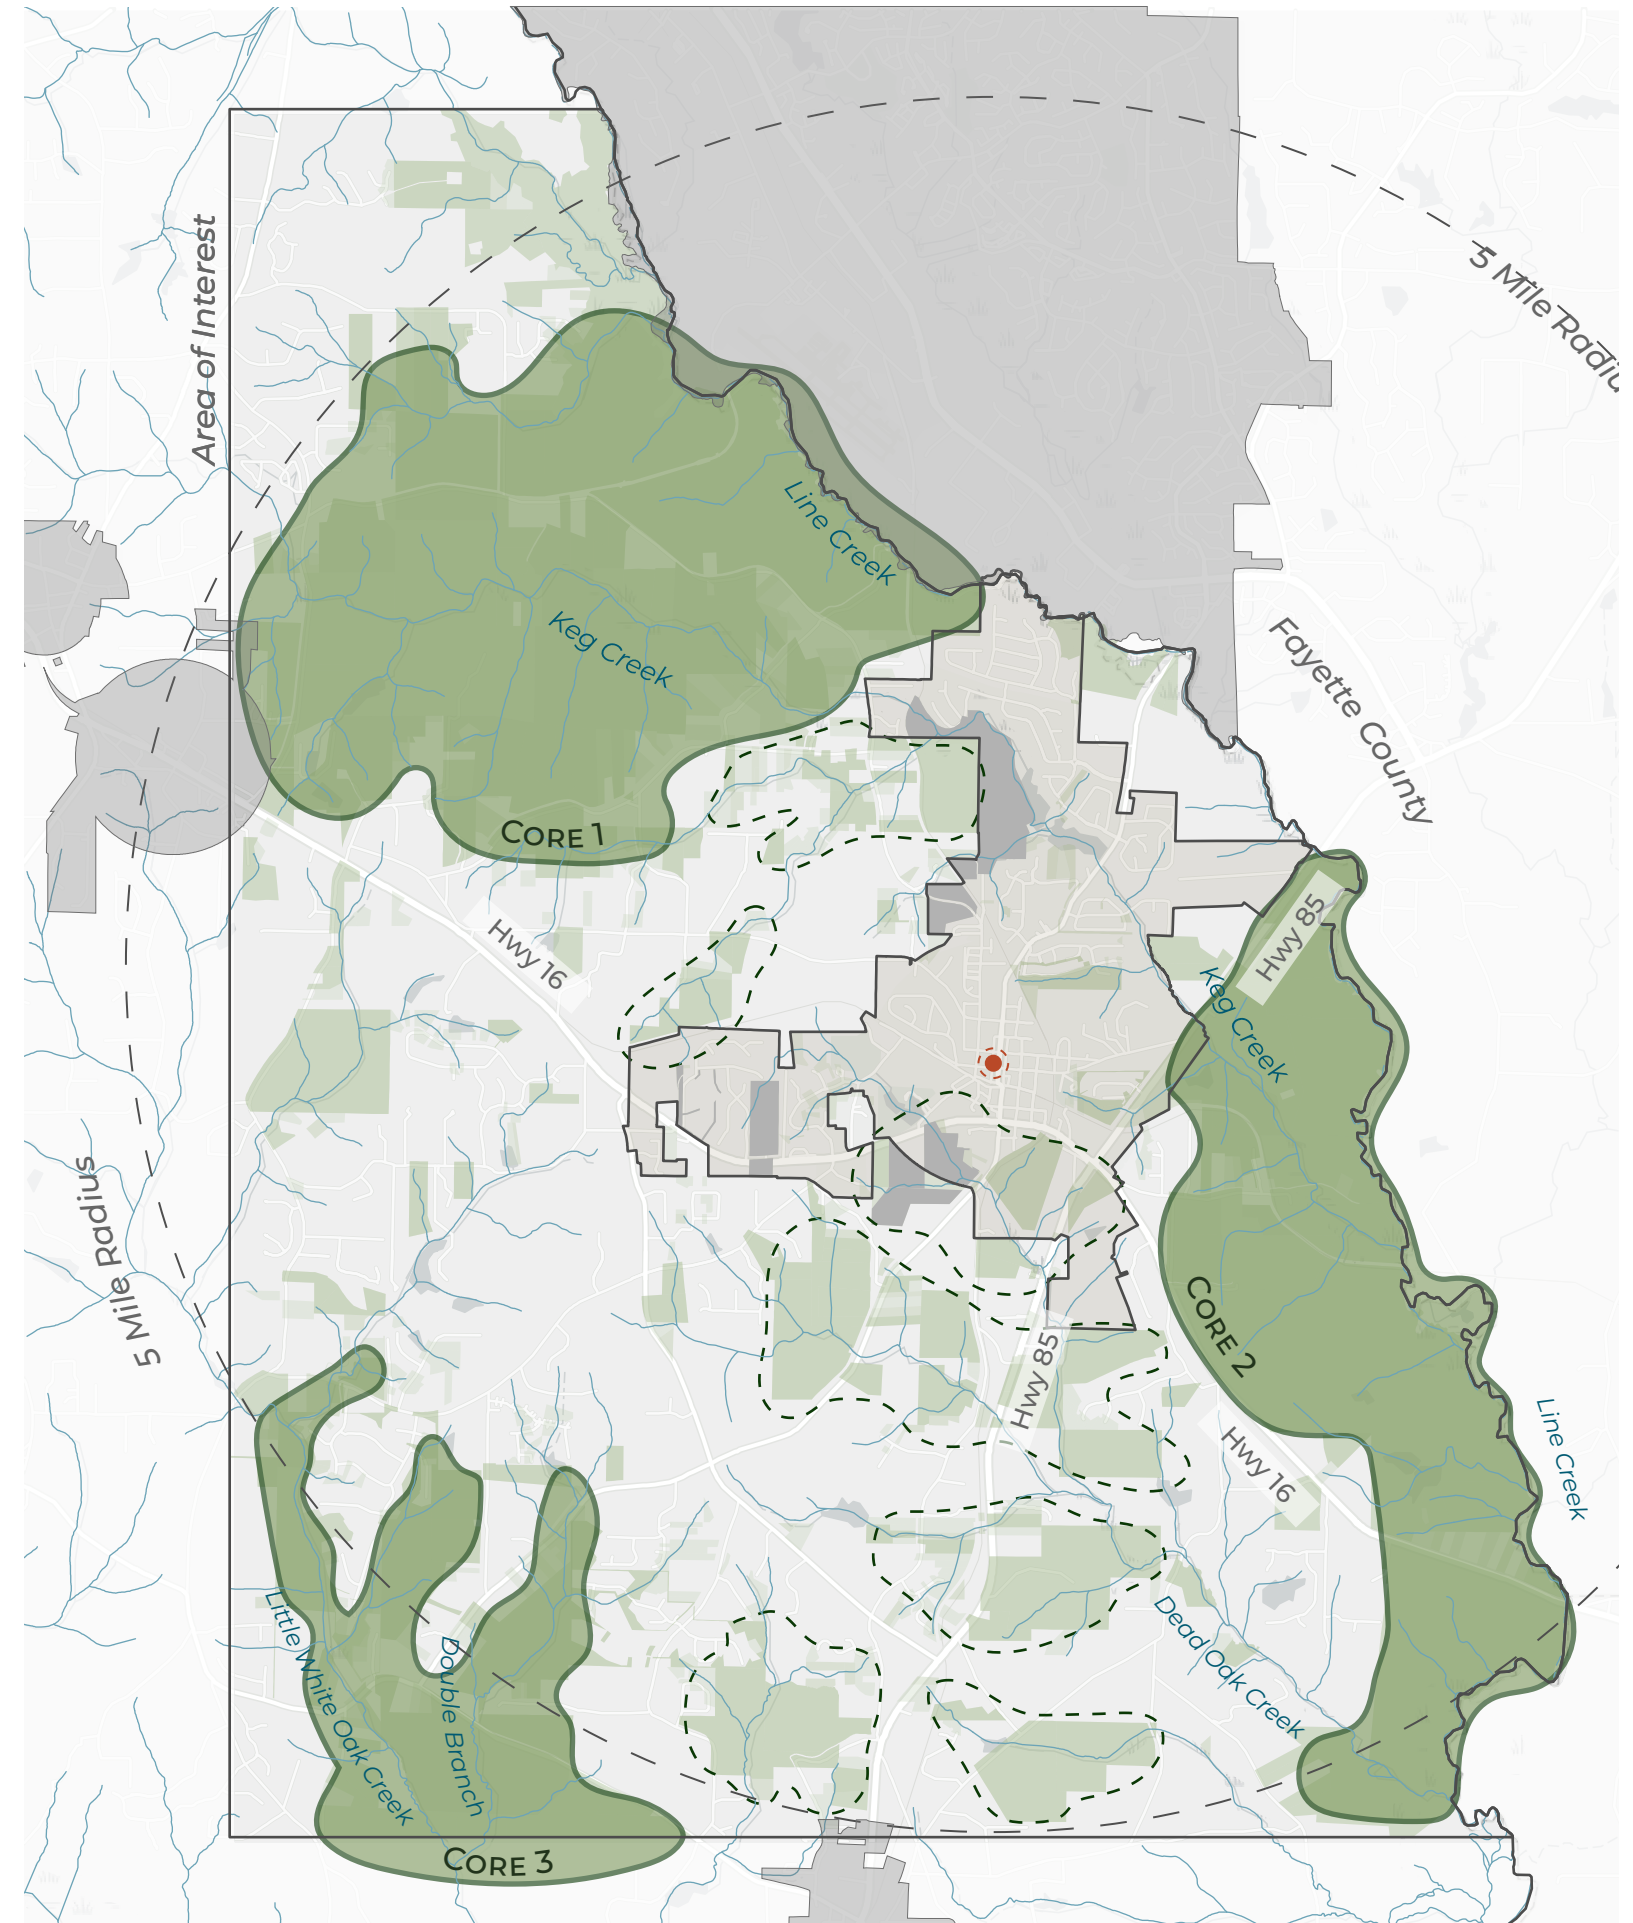 Area of Interest
5 Mile Radiu
Line Creek
Keg Creek
Fayette County
CORE 1
Hwy 16
Hwy 85
Keg Creek
5 Mile Radius
CORE 2
Hwy 85
Hwy 16
Line Creek
Little White Oak Creek
Double Branch
Dead Oak Creek
CORE 3